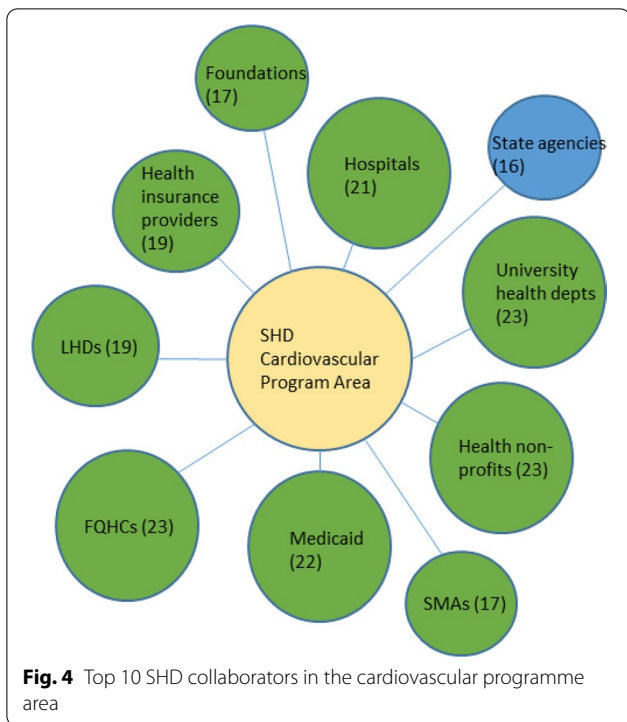 Foundations
(17)
State agencies
(16)
Hospitals
(21)
Health
insurance
providers
(19)
University
health depts
(23)
SHD
Cardiovascular
Program Area
LHDs (19)
Health non-
profits (23)
FQHCs (23)
Medicaid
(22)
SMAs (17)
Fig. 4 Top 10 SHD collaborators in the cardiovascular programme
area